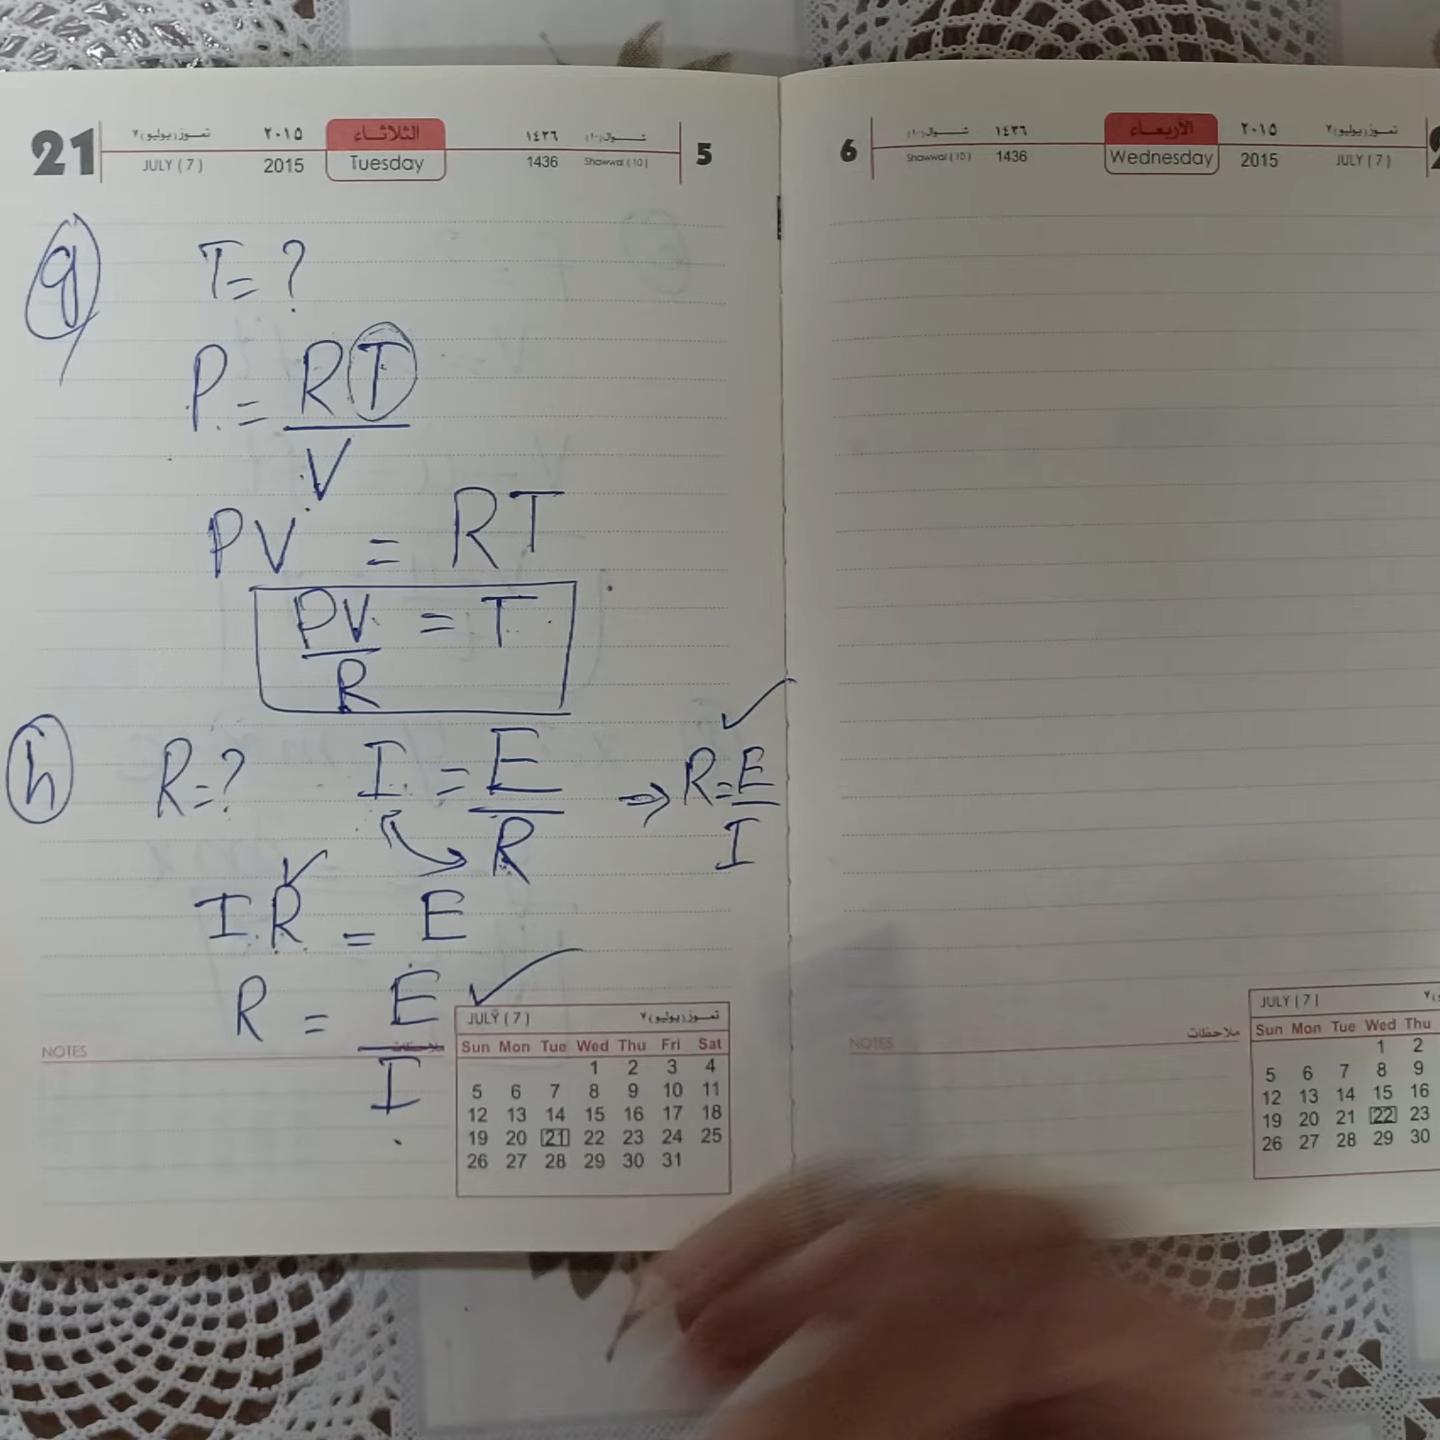 21 تموز (يوليو) ٧ ٢٠١٥ الثلاثاء ١٤٣٦ شوال (١٠) 5
JULY ( 7 ) 2015 Tuesday 1436 Shawwal ( 10 )
g T = ?
P = RT
V
PV = RT
PV = T
R
h R = ? I = E → R = E
R I
IR = E
R = E
I
NOTES ملاحظات
JULY ( 7 ) تموز (يوليو) ٧
Sun Mon Tue Wed Thu Fri Sat
1 2 3 4
5 6 7 8 9 10 11
12 13 14 15 16 17 18
19 20 21 22 23 24 25
26 27 28 29 30 31
6 شوال (١٠) ١٤٣٦ الأربعاء ٢٠١٥ تموز (يوليو) ٧
Shawwal ( 10 ) 1436 Wednesday 2015 JULY ( 7 )
NOTES ملاحظات
JULY ( 7 )
Sun Mon Tue Wed Thu
1 2
5 6 7 8 9
12 13 14 15 16
19 20 21 22 23
26 27 28 29 30